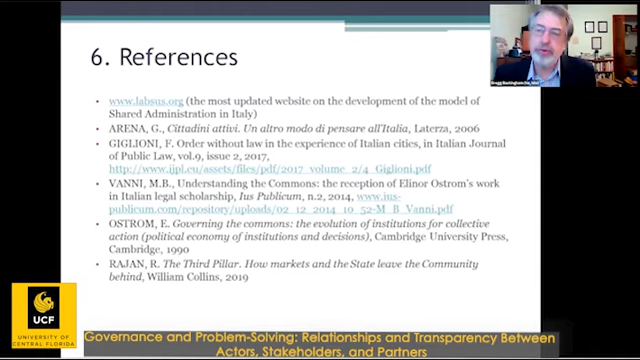 6. References
www.labsus.org (the most updated website on the development of the model of
Shared Administration in Italy)
ARENA, G., Cittadini attivi. Un altro modo di pensare all'Italia, Laterza, 2006
GIGLIONI, F. Order without law in the experience of Italian cities, in Italian Journal
of Public Law, vol.9, issue 2, 2017,
http://www.ijpl.eu/assets/files/pdf/2017_volume_2/4_Giglioni.pdf
VANNI, M.B., Understanding the Commons: the reception of Elinor Ostrom's work
in Italian legal scholarship, Ius Publicum, n.2, 2014, www.ius-
publicum.com/repository/uploads/02_12_2014_10_52-M_B_Vanni.pdf
OSTROM, E. Governing the commons: the evolution of institutions for collective
action (political economy of institutions and decisions), Cambridge University Press,
Cambridge, 1990
RAJAN, R. The Third Pillar. How markets and the State leave the Community
behind, William Collins, 2019
Gregg Buckingham
UCF
UNIVERSITY OF
CENTRAL FLORIDA
Governance and Problem-Solving: Relationships and Transparency Between
Actors, Stakeholders, and Partners